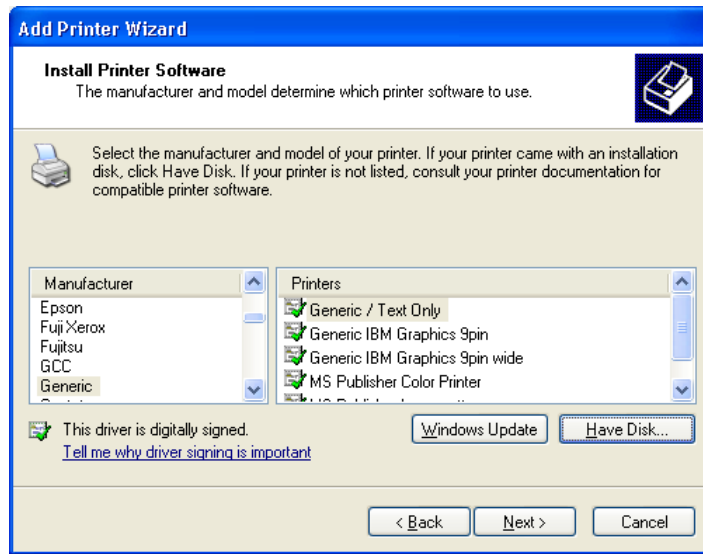 Add Printer Wizard
Install Printer Software
The manufacturer and model determine which printer software to use.
Select the manufacturer and model of your printer. If your printer came with an installation
disk, click Have Disk. If your printer is not listed, consult your printer documentation for
compatible printer software.
Manufacturer
Epson
Fuji Xerox
Fujitsu
GCC
Generic
Printers
Generic / Text Only
Generic IBM Graphics 9pin
Generic IBM Graphics 9pin wide
MS Publisher Color Printer
This driver is digitally signed.
Tell me why driver signing is important
Windows Update
Have Disk...
< Back
Next >
Cancel